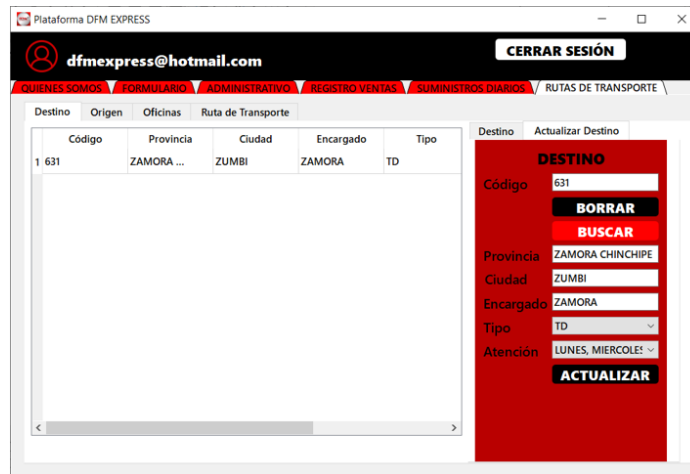 Plataforma DFM EXPRESS
dfmexpress@hotmail.com
CERRAR SESIÓN
QUIENES SOMOS FORMULARIO ADMINISTRATIVO REGISTRO VENTAS SUMINISTROS DIARIOS RUTAS DE TRANSPORTE
Destino Origen Oficinas Ruta de Transporte
Código Provincia Ciudad Encargado Tipo
1 631 ZAMORA ... ZUMBI ZAMORA TD
Destino Actualizar Destino
DESTINO
Código 631
BORRAR
BUSCAR
Provincia ZAMORA CHINCHIPE
Ciudad ZUMBI
Encargado ZAMORA
Tipo TD
Atención LUNES, MIERCOLES
ACTUALIZAR